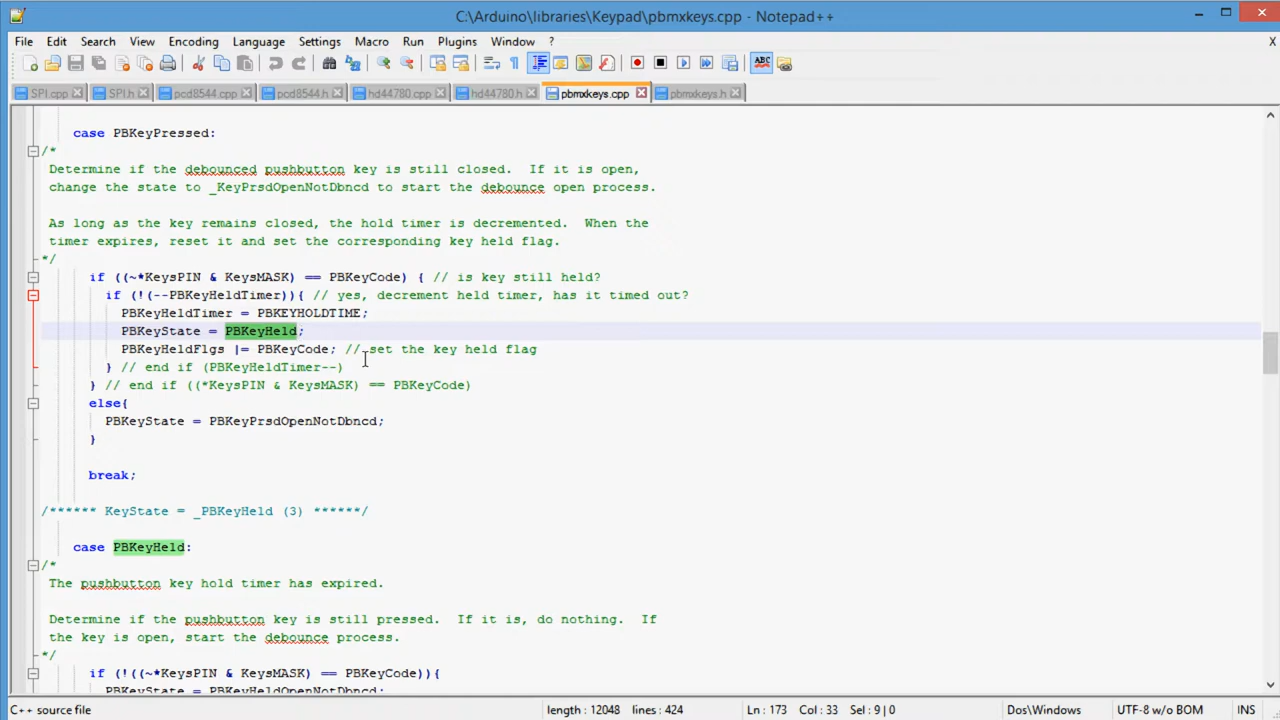 C:\Arduino\libraries\Keypad\pbmxkeys.cpp - Notepad++
File Edit Search View Encoding Language Settings Macro Run Plugins Window ? X
SPI.cpp SPI.h pcd8544.cpp pcd8544.h hd44780.cpp hd44780.h pbmxkeys.cpp pbmxkeys.h
case PBKeyPressed:
/*
Determine if the debounced pushbutton key is still closed. If it is open,
change the state to _KeyPrsdOpenNotDbncd to start the debounce open process.
As long as the key remains closed, the hold timer is decremented. When the
timer expires, reset it and set the corresponding key held flag.
*/
if ((~*KeysPIN & KeysMASK) == PBKeyCode) { // is key still held?
if (!(--PBKeyHeldTimer)){ // yes, decrement held timer, has it timed out?
PBKeyHeldTimer = PBKEYHOLDTIME;
PBKeyState = PBKeyHeld;
PBKeyHeldFlgs |= PBKeyCode; // set the key held flag
} // end if (PBKeyHeldTimer--)
} // end if ((*KeysPIN & KeysMASK) == PBKeyCode)
else{
PBKeyState = PBKeyPrsdOpenNotDbncd;
}
break;
/****** KeyState = _PBKeyHeld (3) ******/
case PBKeyHeld:
/*
The pushbutton key hold timer has expired.
Determine if the pushbutton key is still pressed. If it is, do nothing. If
the key is open, start the debounce process.
*/
if (!((~*KeysPIN & KeysMASK) == PBKeyCode)){
PBKeyState = PBKeyHeldOpenNotDbncd;
C++ source file length : 12048 lines : 424 Ln : 173 Col : 33 Sel : 9 | 0 Dos\Windows UTF-8 w/o BOM INS